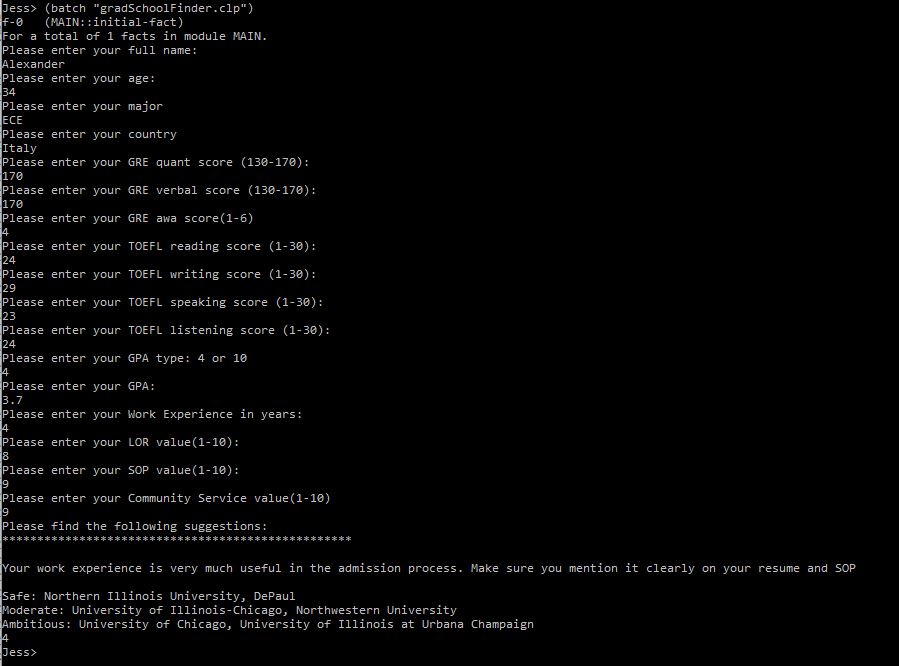 Jess> (batch "gradSchoolFinder.clp")
f-0   (MAIN::initial-fact)
For a total of 1 facts in module MAIN.
Please enter your full name:
Alexander
Please enter your age:
34
Please enter your major
ECE
Please enter your country
Italy
Please enter your GRE quant score (130-170):
170
Please enter your GRE verbal score (130-170):
170
Please enter your GRE awa score(1-6)
4
Please enter your TOEFL reading score (1-30):
24
Please enter your TOEFL writing score (1-30):
29
Please enter your TOEFL speaking score (1-30):
23
Please enter your TOEFL listening score (1-30):
24
Please enter your GPA type: 4 or 10
4
Please enter your GPA:
3.7
Please enter your Work Experience in years:
4
Please enter your LOR value(1-10):
8
Please enter your SOP value(1-10):
9
Please enter your Community Service value(1-10)
9
Please find the following suggestions:
**************************************************
Your work experience is very much useful in the admission process. Make sure you mention it clearly on your resume and SOP
Safe: Northern Illinois University, DePaul
Moderate: University of Illinois-Chicago, Northwestern University
Ambitious: University of Chicago, University of Illinois at Urbana Champaign
4
Jess>